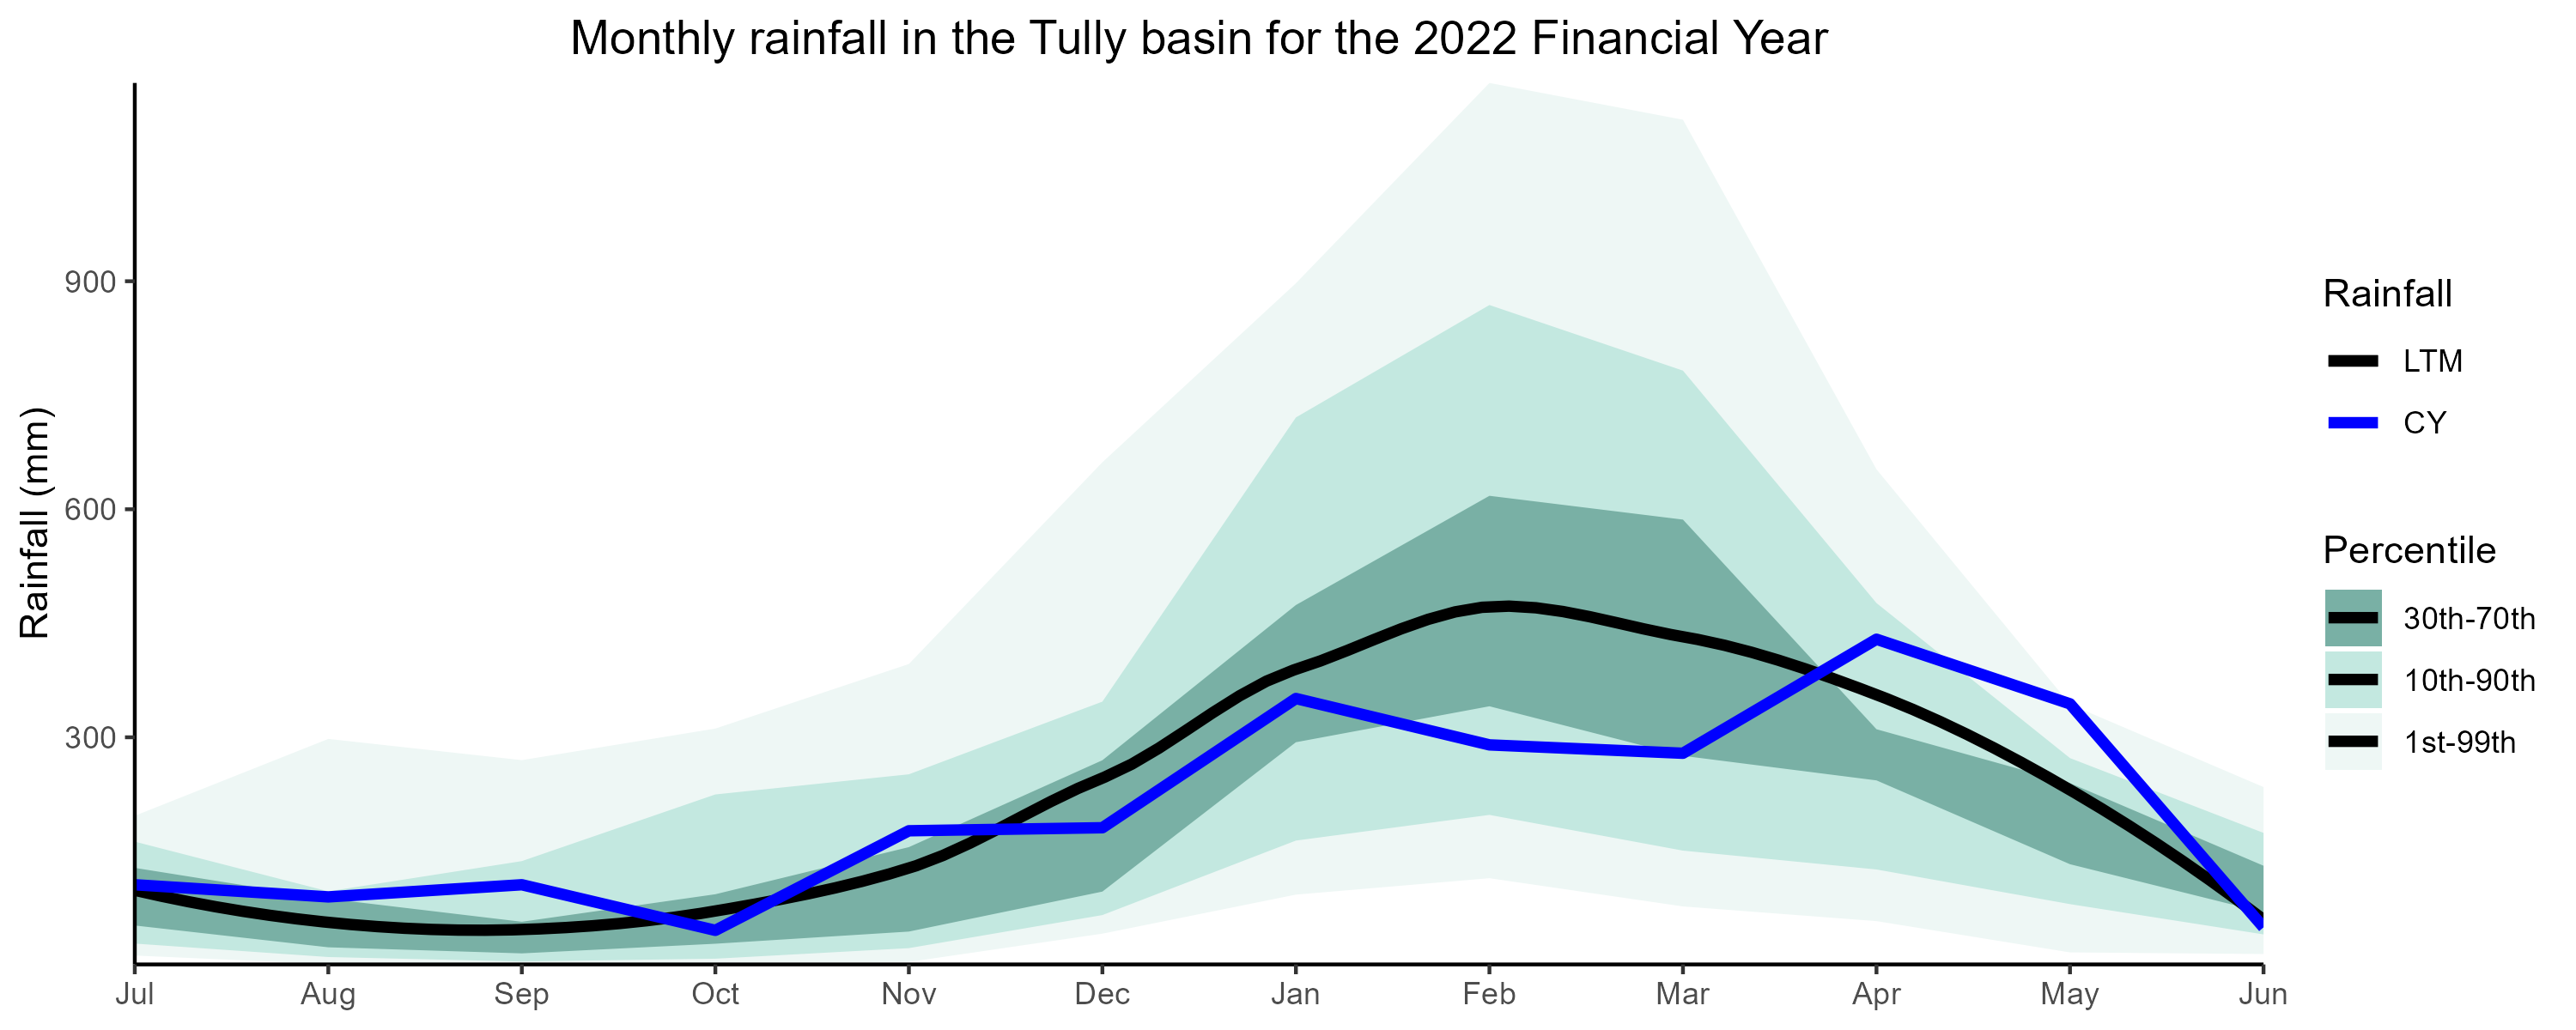 Monthly rainfall in the Tully basin for the 2022 Financial Year
Rainfall (mm)
900
600
300
Jul Aug Sep Oct Nov Dec Jan Feb Mar Apr May Jun
Rainfall
LTM
CY
Percentile
30th-70th
10th-90th
1st-99th